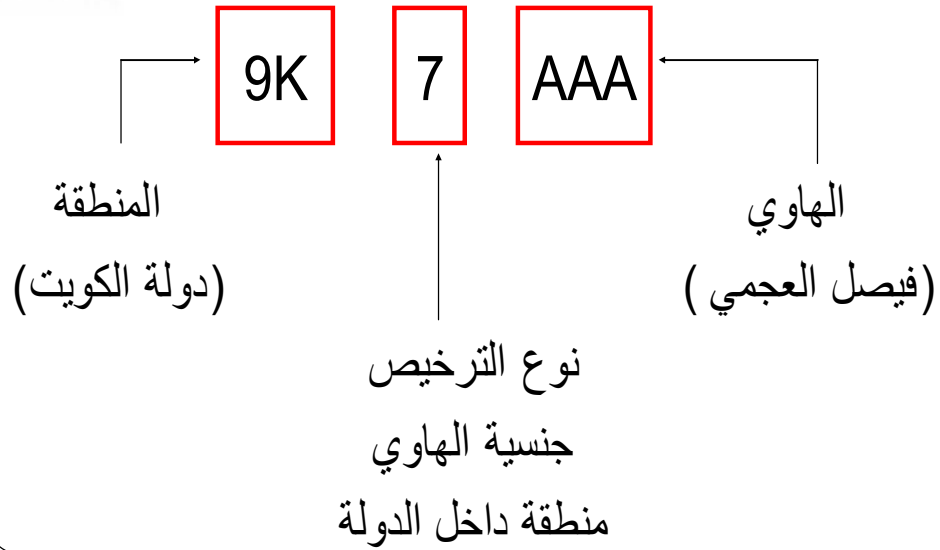 9K 7 AAA
المنطقة
(دولة الكويت)
الهاوي
(فيصل العجمي )
نوع الترخيص
جنسية الهاوي
منطقة داخل الدولة